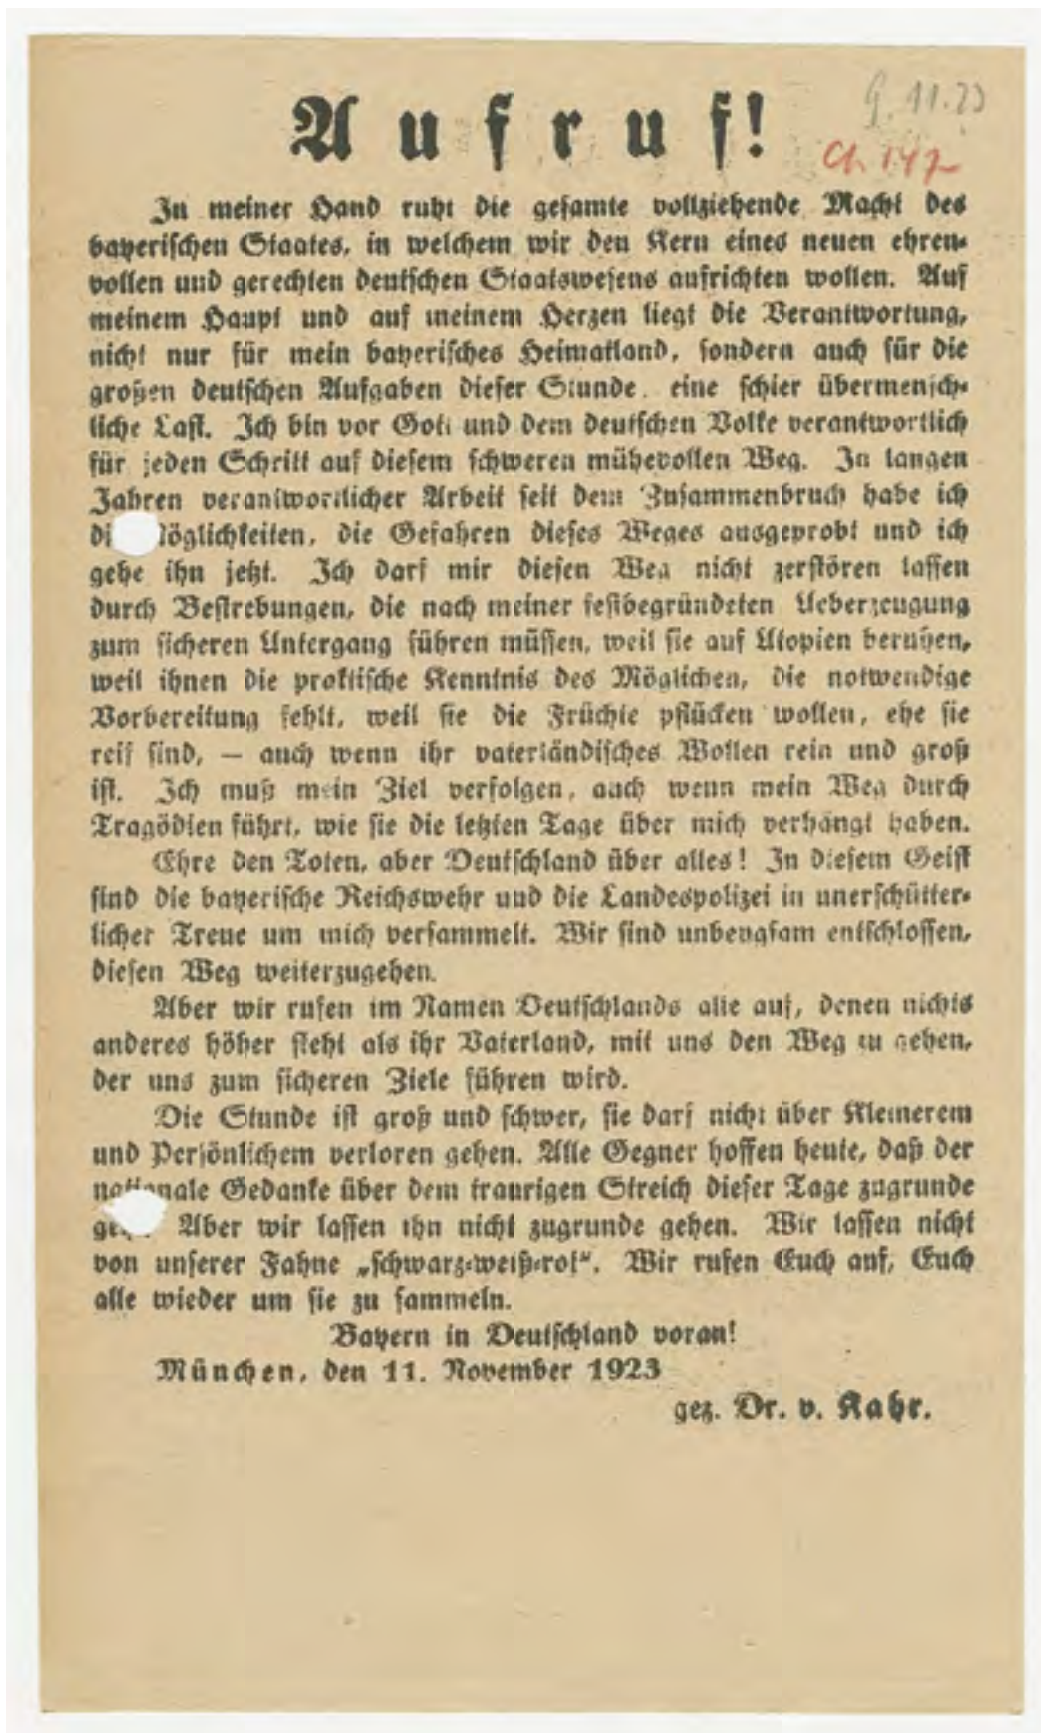 Aufruf!
9. 11. 23
Ch 147
In meiner Hand ruht die gesamte vollziehende Macht des
bayerischen Staates, in welchem wir den Kern eines neuen ehren-
vollen und gerechten deutschen Staatswesens aufrichten wollen. Auf
meinem Haupt und auf meinem Herzen liegt die Verantwortung,
nicht nur für mein bayerisches Heimatland, sondern auch für die
großen deutschen Aufgaben dieser Stunde, eine schier übermensch-
liche Last. Ich bin vor Gott und dem deutschen Volke verantwortlich
für jeden Schritt auf diesem schweren mühevollen Weg. In langen
Jahren verantwortlicher Arbeit seit dem Zusammenbruch habe ich
di öglichkeiten, die Gefahren dieses Weges ausgeprobt und ich
gehe ihn jetzt. Ich darf mir diesen Weg nicht zerstören lassen
durch Bestrebungen, die nach meiner festbegründeten Ueberzeugung
zum sicheren Untergang führen müssen, weil sie auf Utopien beruhen,
weil ihnen die praktische Kenntnis des Möglichen, die notwendige
Vorbereitung fehlt, weil sie die Früchte pflücken wollen, ehe sie
reif sind, — auch wenn ihr vaterländisches Wollen rein und groß
ist. Ich muß mein Ziel verfolgen, auch wenn mein Weg durch
Tragödien führt, wie sie die letzten Tage über mich verhängt haben.
Ehre den Toten, aber Deutschland über alles! In diesem Geist
sind die bayerische Reichswehr und die Landespolizei in unerschütter-
licher Treue um mich versammelt. Wir sind unbeugsam entschlossen,
diesen Weg weiterzugehen.
Aber wir rufen im Namen Deutschlands alle auf, denen nichts
anderes höher steht als ihr Vaterland, mit uns den Weg zu gehen,
der uns zum sicheren Ziele führen wird.
Die Stunde ist groß und schwer, sie darf nicht über Kleinerem
und Persönlichem verloren gehen. Alle Gegner hoffen heute, daß der
nationale Gedanke über dem traurigen Streich dieser Tage zugrunde
ge Aber wir lassen ihn nicht zugrunde gehen. Wir lassen nicht
von unserer Fahne „schwarz-weiß-rot“. Wir rufen Euch auf, Euch
alle wieder um sie zu sammeln.
Bayern in Deutschland voran!
München, den 11. November 1923
gez. Dr. v. Kahr.